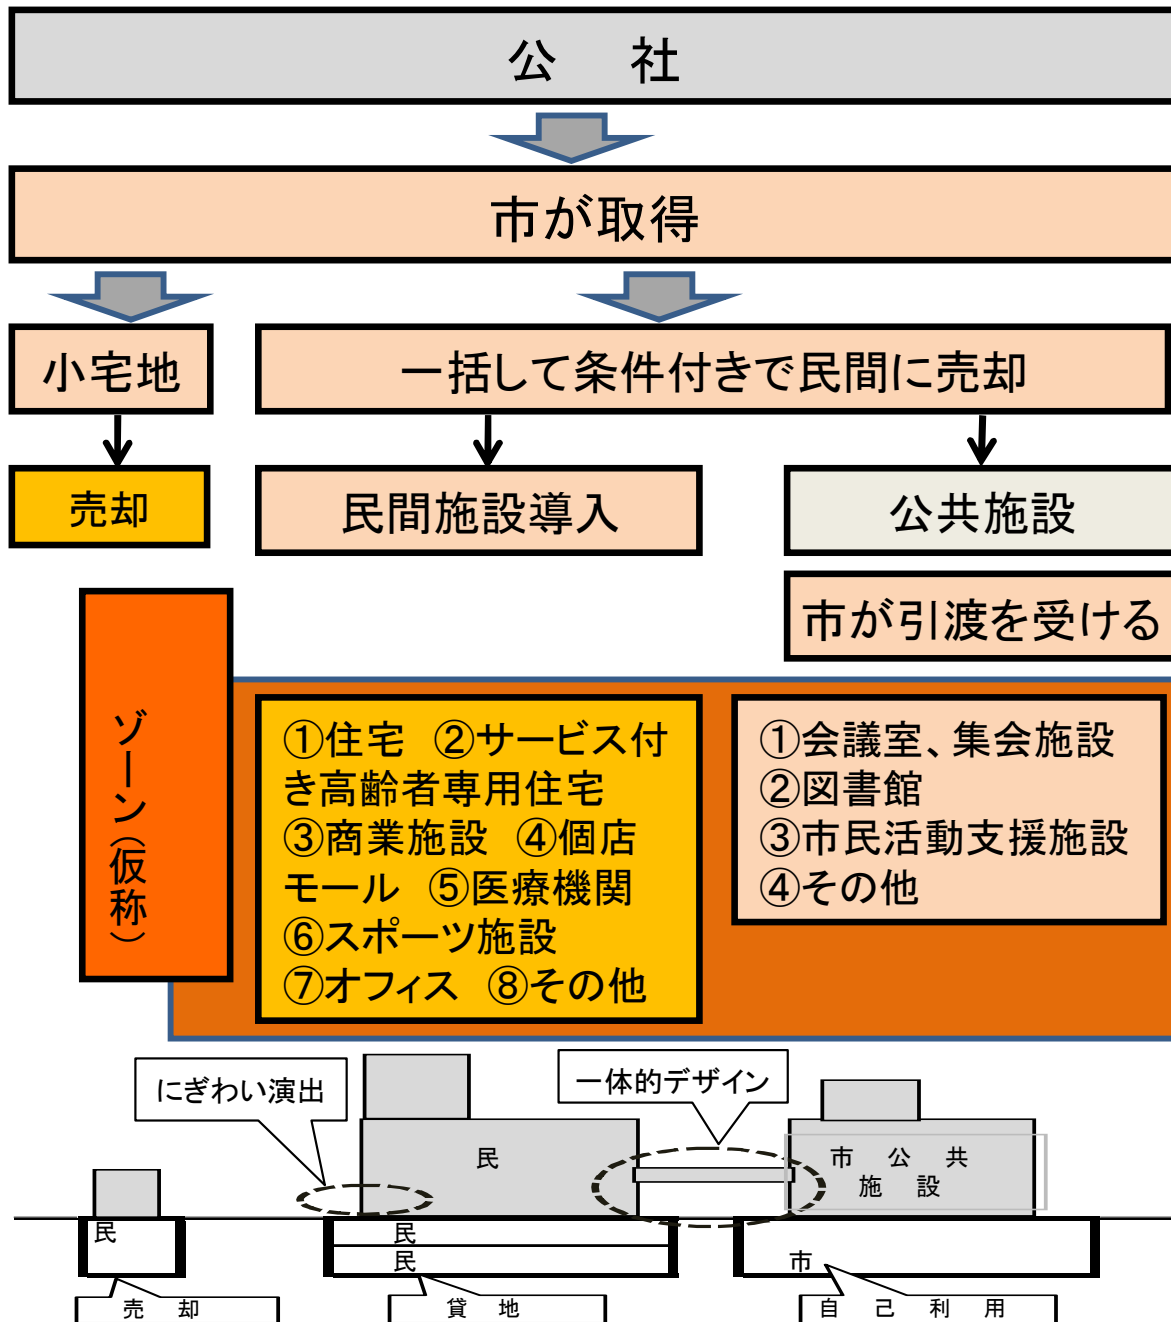 公 社
市が取得
小宅地
一括して条件付きで民間に売却
売却
民間施設導入
公共施設
市が引渡を受ける
ゾーン（仮称）
①住宅 ②サービス付
き高齢者専用住宅
③商業施設 ④個店
モール ⑤医療機関
⑥スポーツ施設
⑦オフィス ⑧その他
①会議室、集会施設
②図書館
③市民活動支援施設
④その他
にぎわい演出
一体的デザイン
民
市 公 共
施 設
民
民
民
市
売 却
貸 地
自 己 利 用